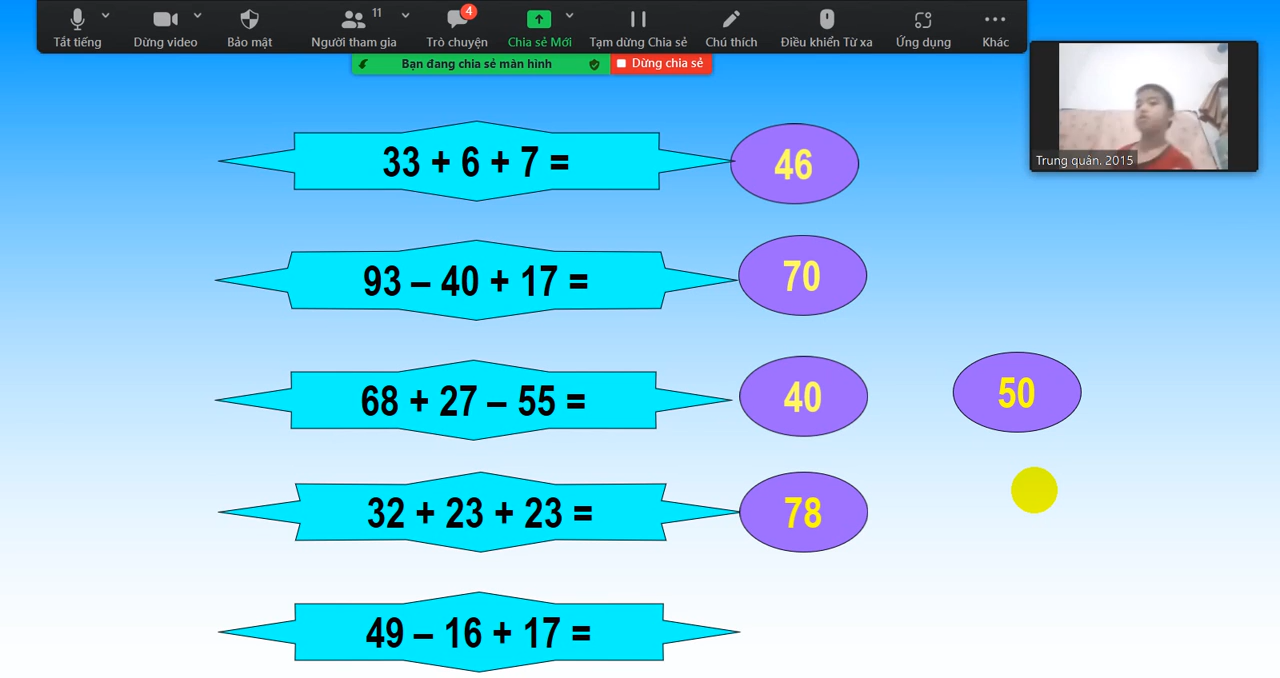 Tắt tiếng
Dừng video
Bảo mật
Người tham gia
11
Trò chuyện
4
Chia sẻ Mới
Tạm dừng Chia sẻ
Chú thích
Điều khiển Từ xa
Ứng dụng
Khác
Bạn đang chia sẻ màn hình
Dừng chia sẻ
Trung quân. 2015
33 + 6 + 7 = 46
93 – 40 + 17 = 70
68 + 27 – 55 = 40 50
32 + 23 + 23 = 78
49 – 16 + 17 =